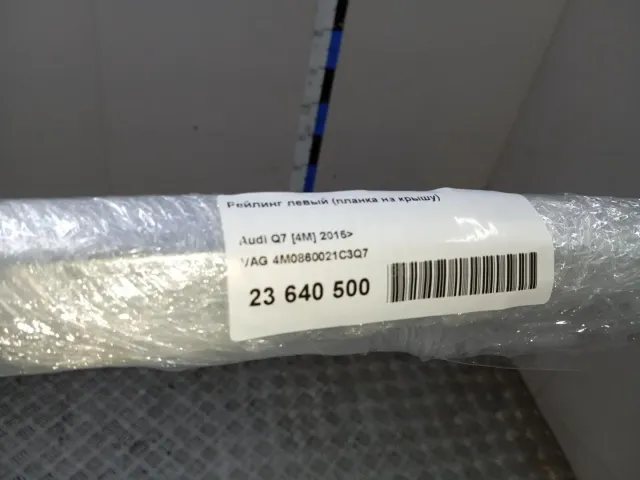 Рейлинг левый (планка на крышу)
Audi Q7 [4M] 2015>
VAG 4M0860021C3Q7
23 640 500